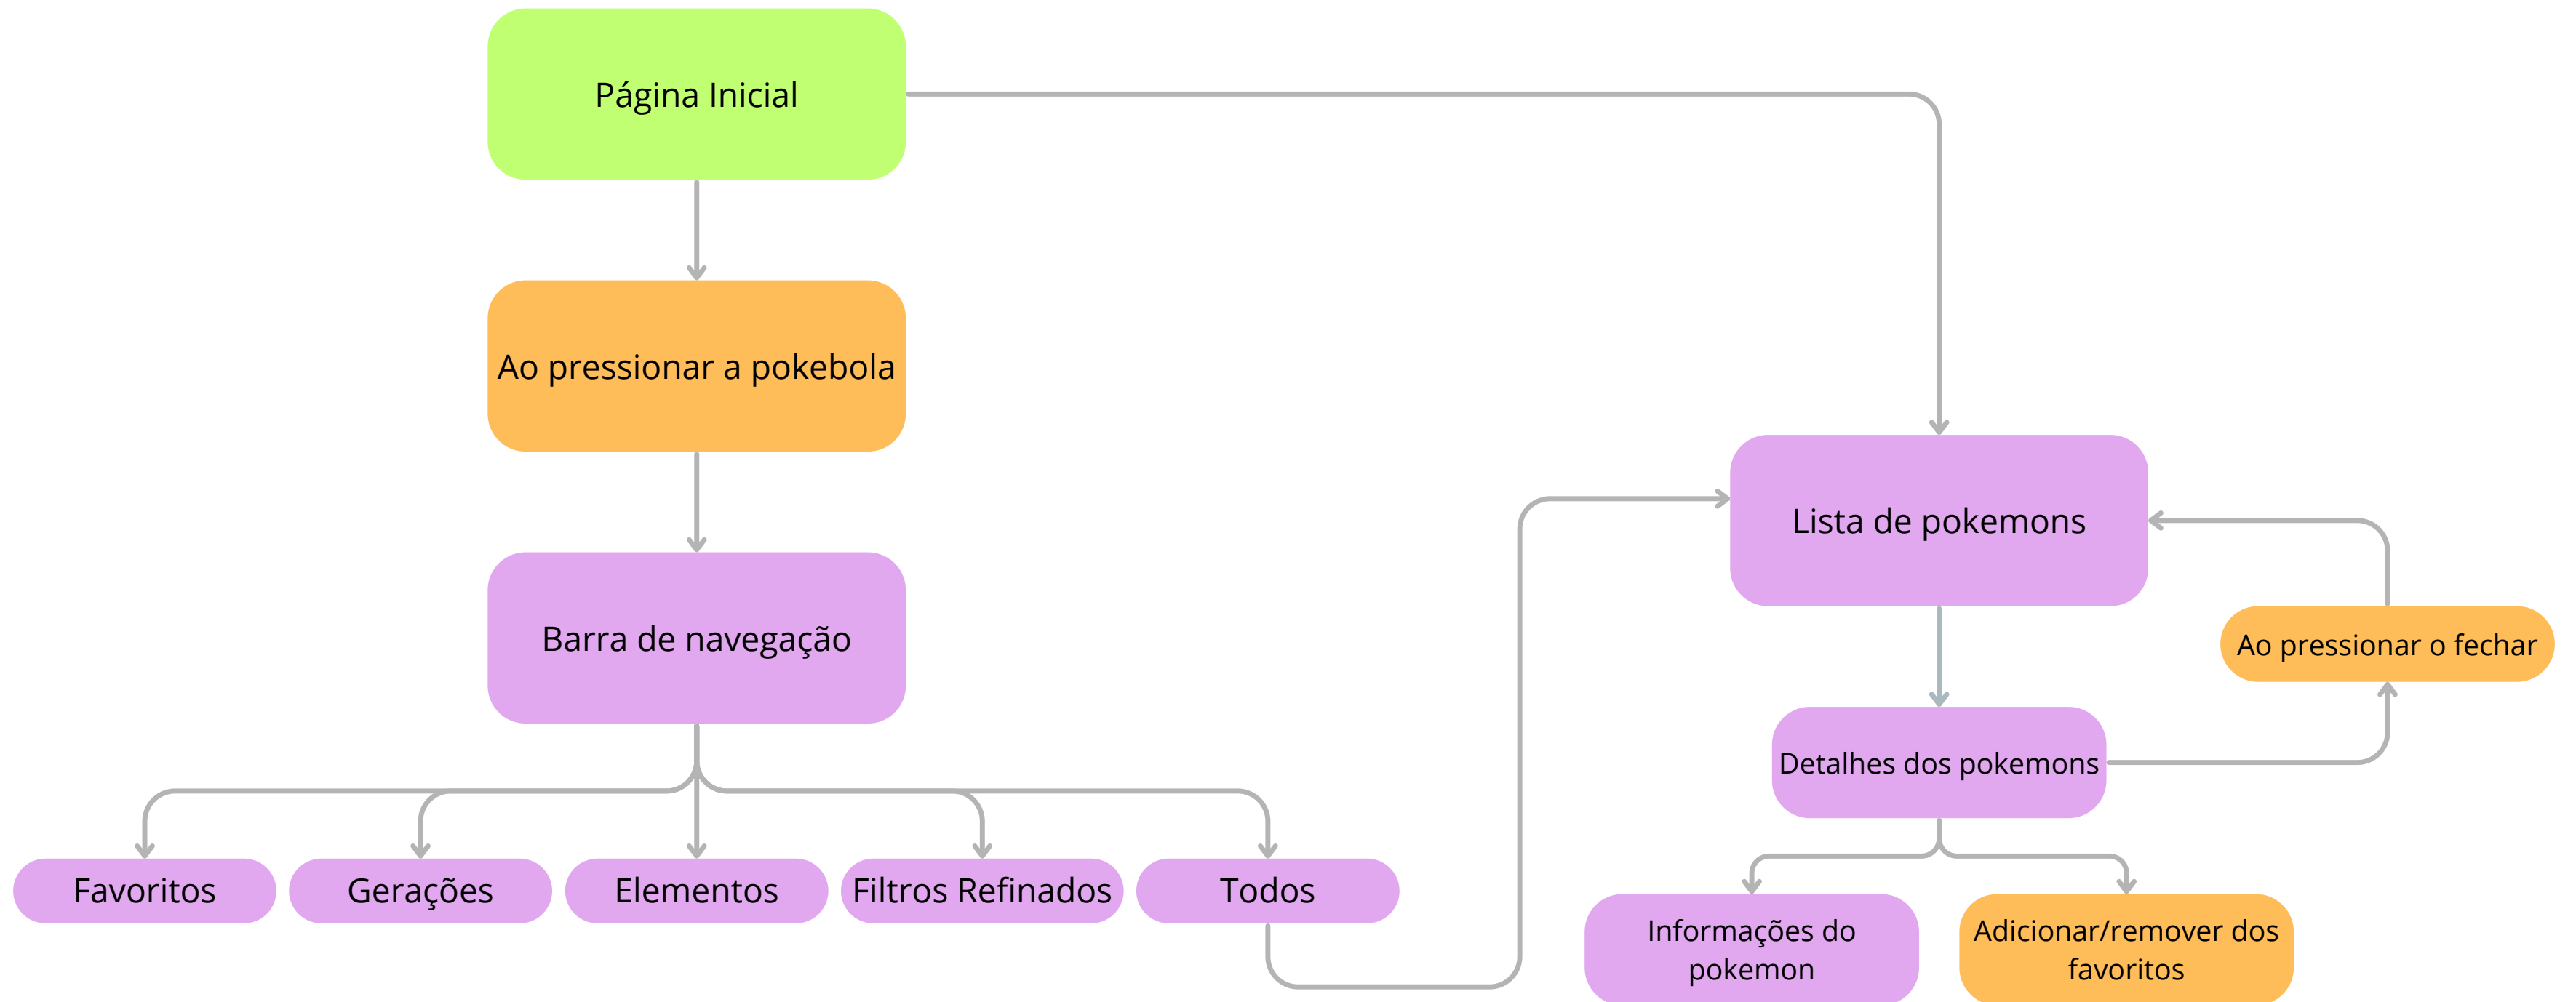 Página Inicial
Ao pressionar a pokebola
Barra de navegação
Favoritos
Gerações
Elementos
Filtros Refinados
Todos
Lista de pokemons
Ao pressionar o fechar
Detalhes dos pokemons
Informações do
pokemon
Adicionar/remover dos
favoritos